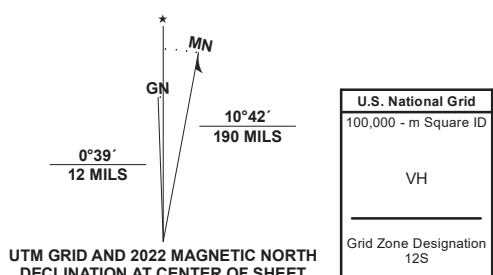 ★
MN
GN
0°39´
12 MILS
10°42´
190 MILS
UTM GRID AND 2022 MAGNETIC NORTH
DECLINATION AT CENTER OF SHEET
U.S. National Grid
100,000 - m Square ID
VH
Grid Zone Designation
12S